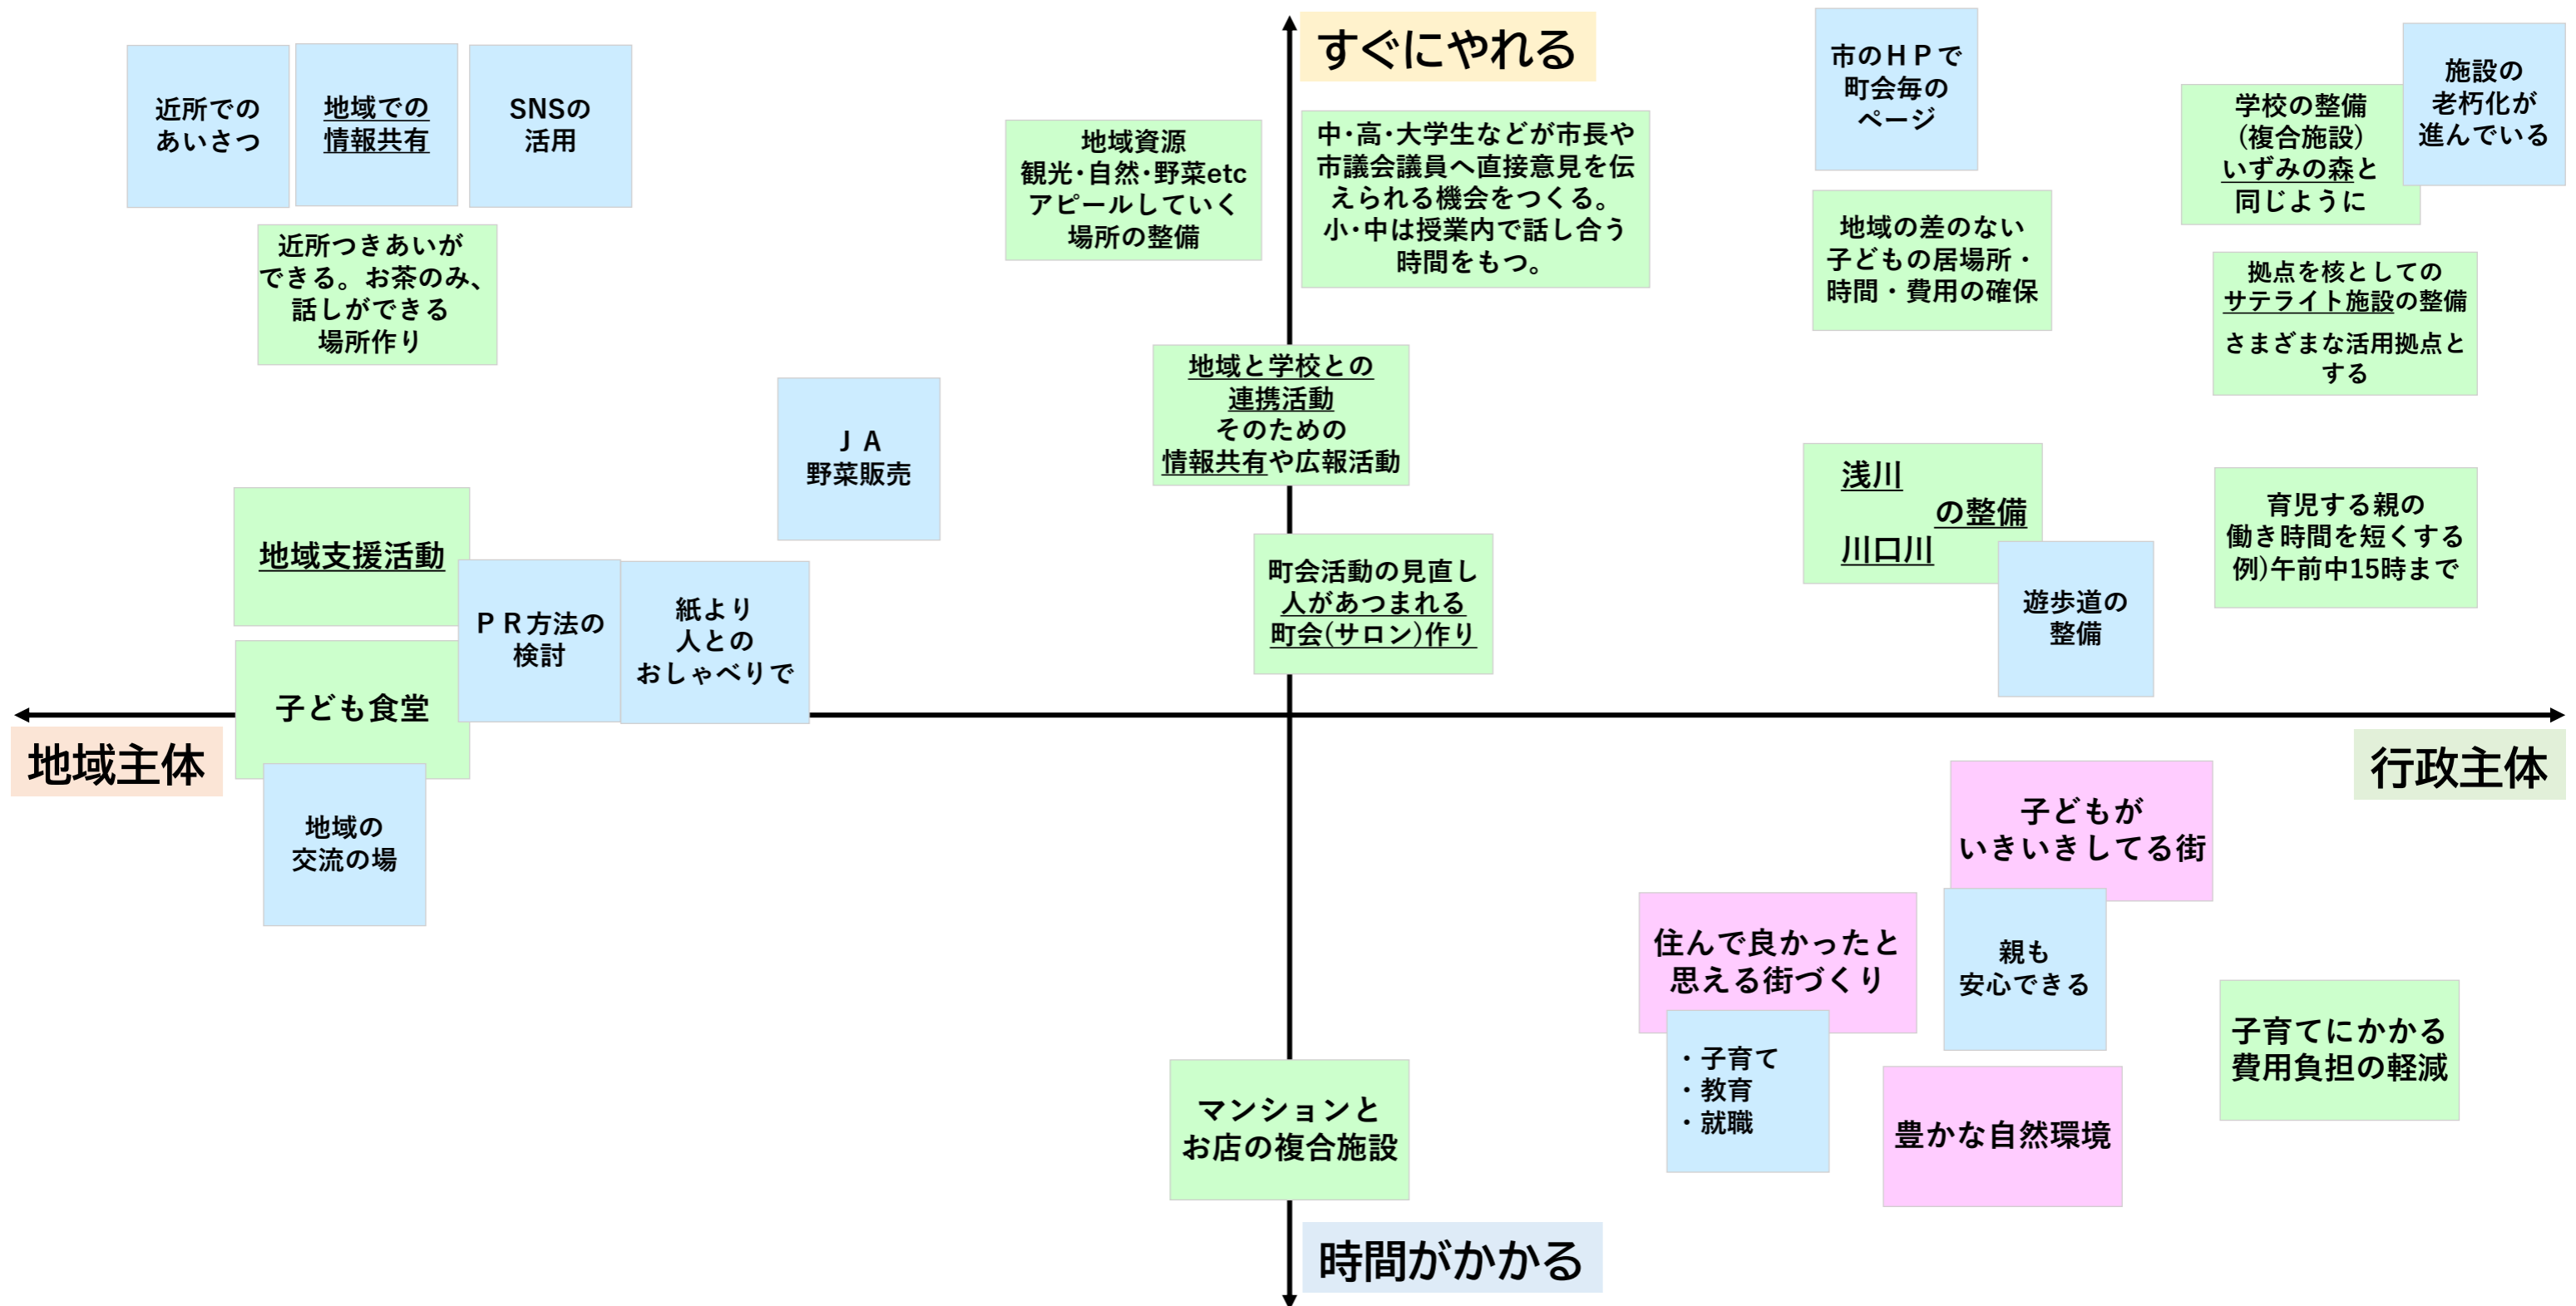 すぐにやれる
近所での
あいさつ
地域での
情報共有
SNSの
活用
近所つきあいが
できる。お茶のみ、
話しができる
場所作り
地域資源
観光・自然・野菜etc
アピールしていく
場所の整備
中・高・大学生などが市長や
市議会議員へ直接意見を伝
えられる機会をつくる。
小・中は授業内で話し合う
時間をもつ。
市のＨＰで
町会毎の
ページ
地域の差のない
子どもの居場所・
時間・費用の確保
学校の整備
(複合施設)
いずみの森と
同じように
施設の
老朽化が
進んでいる
拠点を核としての
サテライト施設の整備
さまざまな活用拠点と
する
ＪＡ
野菜販売
地域と学校との
連携活動
そのための
情報共有や広報活動
浅川
の整備
川口川
遊歩道の
整備
育児する親の
働き時間を短くする
例)午前中15時まで
地域支援活動
ＰＲ方法の
検討
紙より
人との
おしゃべりで
町会活動の見直し
人があつまれる
町会(サロン)作り
子ども食堂
地域の
交流の場
地域主体
行政主体
子どもが
いきいきしてる街
親も
安心できる
住んで良かったと
思える街づくり
・子育て
・教育
・就職
豊かな自然環境
子育てにかかる
費用負担の軽減
マンションと
お店の複合施設
時間がかかる